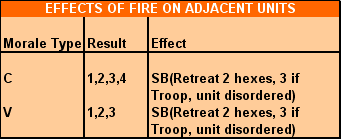 EFFECTS OF FIRE ON ADJACENT UNITS
Morale Type Result Effect
C 1,2,3,4 SB(Retreat 2 hexes, 3 if
Troop, unit disordered)
V 1,2,3 SB(Retreat 2 hexes, 3 if
Troop, unit disordered)